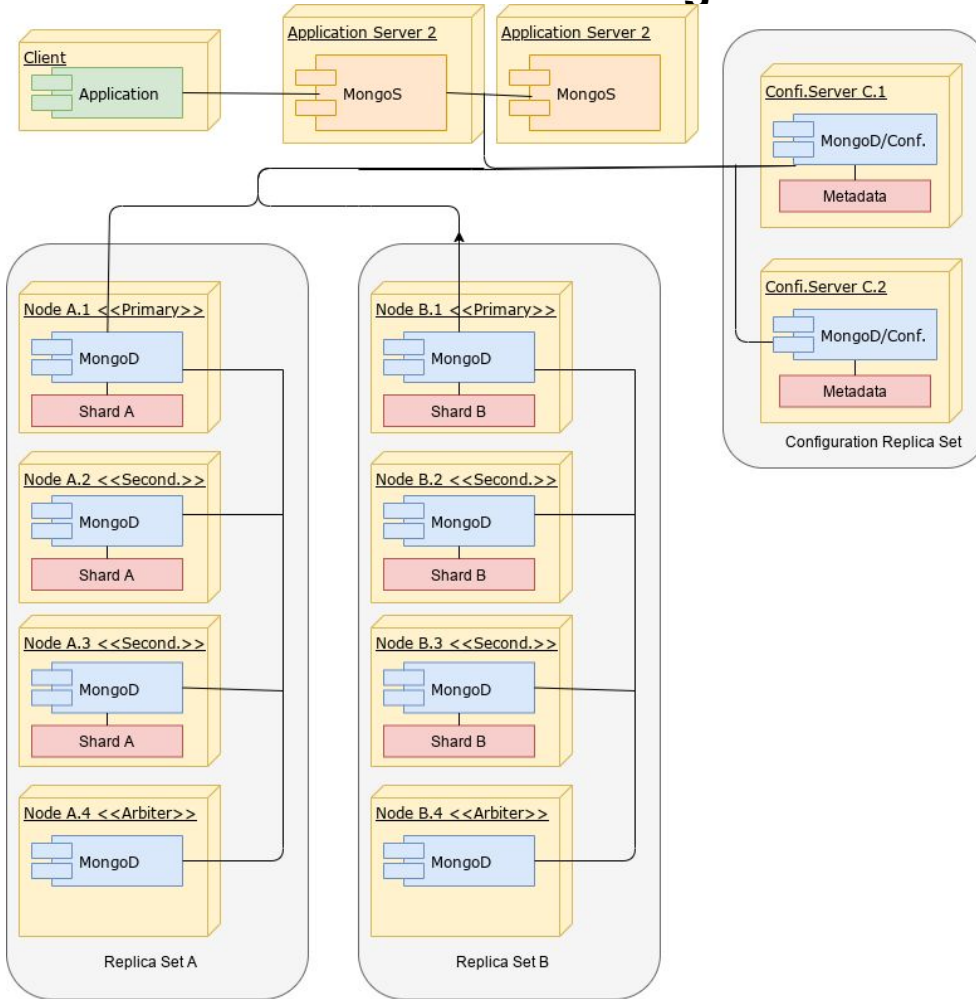 Client
Application
Application Server 2
MongoS
Application Server 2
MongoS
Confi.Server C.1
MongoD/Conf.
Metadata
Confi.Server C.2
MongoD/Conf.
Metadata
Configuration Replica Set
Node A.1 <<Primary>>
MongoD
Shard A
Node A.2 <<Second.>>
MongoD
Shard A
Node A.3 <<Second.>>
MongoD
Shard A
Node A.4 <<Arbiter>>
MongoD
Replica Set A
Node B.1 <<Primary>>
MongoD
Shard B
Node B.2 <<Second.>>
MongoD
Shard B
Node B.3 <<Second.>>
MongoD
Shard B
Node B.4 <<Arbiter>>
MongoD
Replica Set B